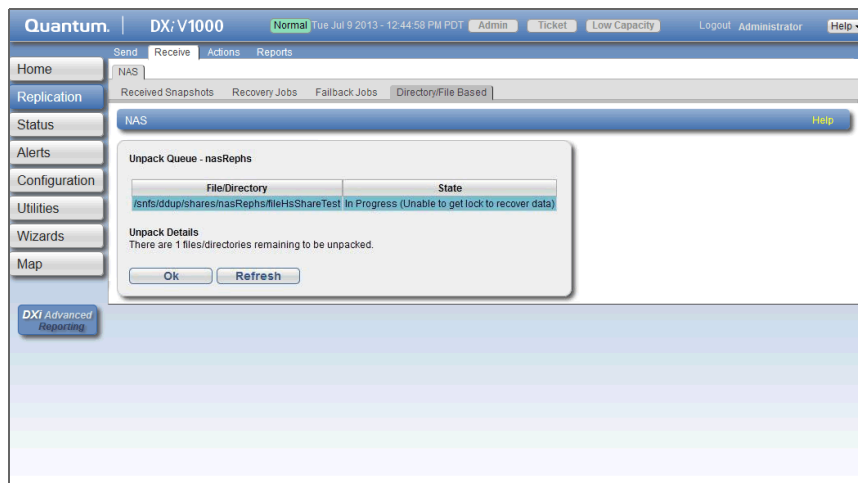 Quantum. DXi V1000 Normal Tue Jul 9 2013 - 12:44:58 PM PDT Admin Ticket Low Capacity Logout Administrator Help
Send Receive Actions Reports
Home
NAS
Replication
Received Snapshots Recovery Jobs Failback Jobs Directory/File Based
Status
NAS Help
Alerts
Unpack Queue - nasRephs
Configuration
File/Directory State
Utilities
/snfs/ddup/shares/nasRephs/fileHsShareTest In Progress (Unable to get lock to recover data)
Wizards
Unpack Details
There are 1 files/directories remaining to be unpacked.
Map
Ok Refresh
DXi Advanced
Reporting